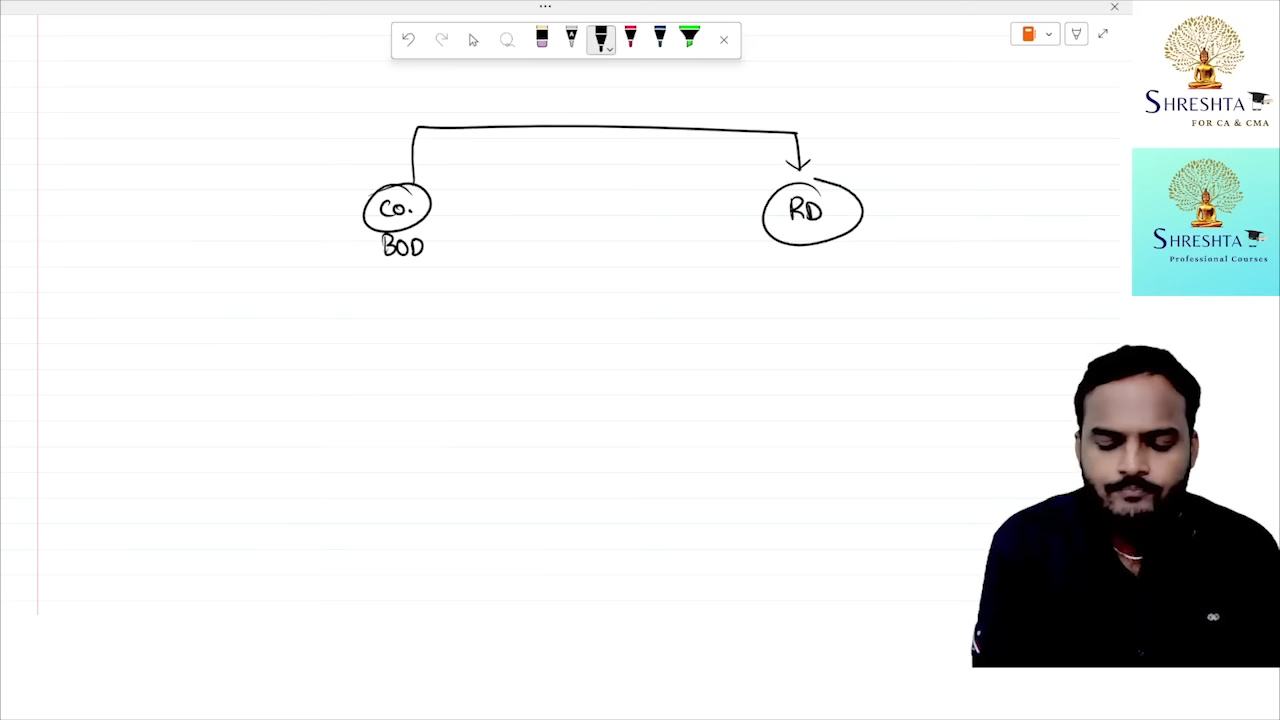 SHRESHTA
FOR CA & CMA
SHRESHTA
Professional Courses
CO.
BOD
RD
A